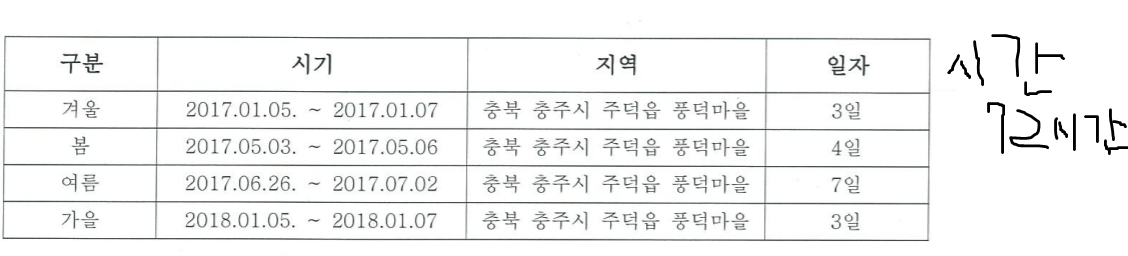 구분 시기 지역 일자 시간
겨울 2017.01.05. ~ 2017.01.07 충북 충주시 주덕읍 풍덕마을 3일 72시간
봄 2017.05.03. ~ 2017.05.06 충북 충주시 주덕읍 풍덕마을 4일
여름 2017.06.26. ~ 2017.07.02 충북 충주시 주덕읍 풍덕마을 7일
가을 2018.01.05. ~ 2018.01.07 충북 충주시 주덕읍 풍덕마을 3일